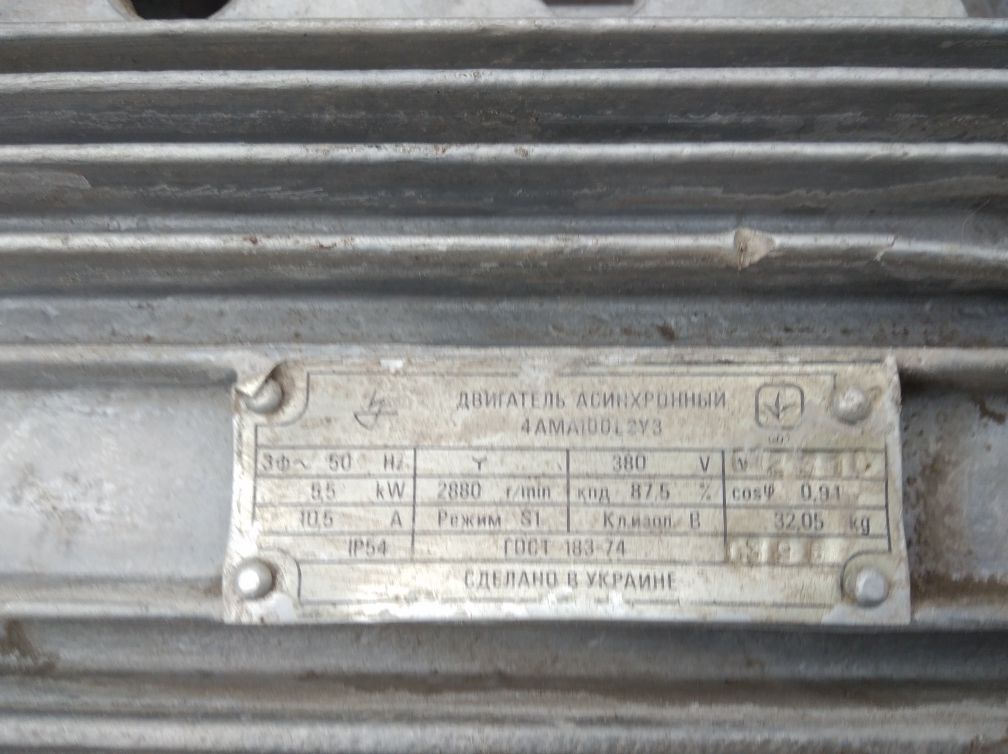 ДВИГАТЕЛЬ АСИНХРОННЫЙ
4АМА100L2У3
3Ф~ 50 Hz Y 380 V №
5,5 kW 2880 r/min кпд 87,5 % cosφ 0,91
10,5 A Режим S1 Кл.изол. В 32,05 kg
IP54 ГОСТ 183-74
СДЕЛАНО В УКРАИНЕ